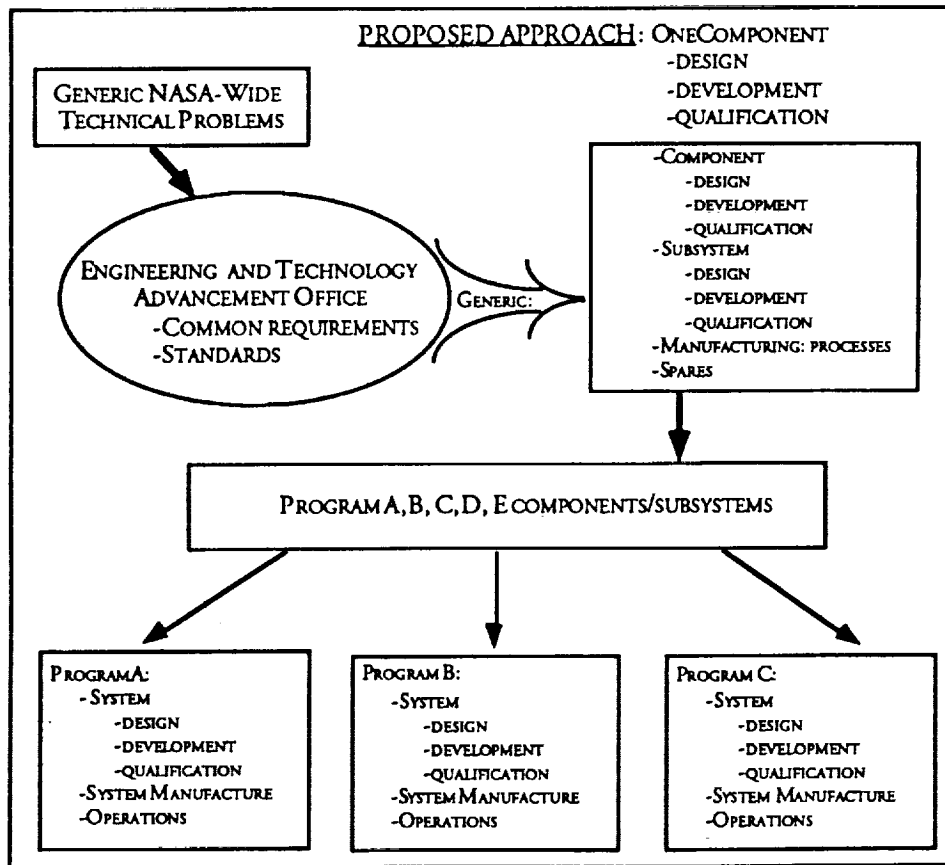 PROPOSED APPROACH: ONECOMPONENT
-DESIGN
-DEVELOPMENT
-QUALIFICATION
GENERIC NASA-WIDE
TECHNICAL PROBLEMS
ENGINEERING AND TECHNOLOGY
ADVANCEMENT OFFICE
-COMMON REQUIREMENTS
-STANDARDS
GENERIC:
-COMPONENT
-DESIGN
-DEVELOPMENT
-QUALIFICATION
-SUBSYSTEM
-DESIGN
-DEVELOPMENT
-QUALIFICATION
-MANUFACTURING: PROCESSES
-SPARES
PROGRAM A, B, C,D, E COMPONENTS/SUBSYSTEMS
PROGRAMA:
-SYSTEM
-DESIGN
-DEVELOPMENT
-QUALIFICATION
-SYSTEM MANUFACTURE
-OPERATIONS
PROGRAM B:
-SYSTEM
-DESIGN
-DEVELOPMENT
-QUALIFICATION
-SYSTEM MANUFACTURE
-OPERATIONS
PROGRAM C:
-SYSTEM
-DESIGN
-DEVELOPMENT
-QUALIFICATION
-SYSTEM MANUFACTURE
-OPERATIONS